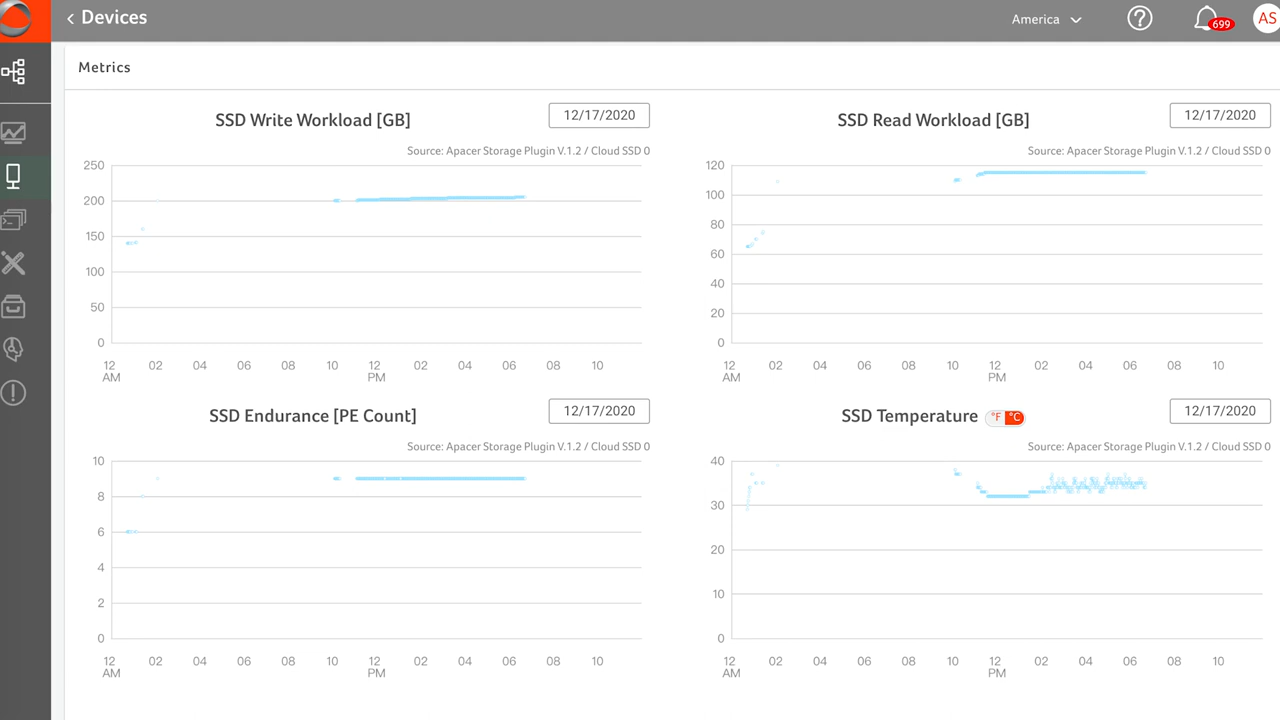 Devices
America
699
AS
Metrics
SSD Write Workload [GB]
12/17/2020
Source: Apacer Storage Plugin V.1.2 / Cloud SSD 0
250
200
150
100
50
0
12 02 04 06 08 10 12 02 04 06 08 10
AM PM
SSD Read Workload [GB]
12/17/2020
Source: Apacer Storage Plugin V.1.2 / Cloud SSD 0
120
100
80
60
40
20
0
12 02 04 06 08 10 12 02 04 06 08 10
AM PM
SSD Endurance [PE Count]
12/17/2020
Source: Apacer Storage Plugin V.1.2 / Cloud SSD 0
10
8
6
4
2
0
12 02 04 06 08 10 12 02 04 06 08 10
AM PM
SSD Temperature °F °C
12/17/2020
Source: Apacer Storage Plugin V.1.2 / Cloud SSD 0
40
30
20
10
0
12 02 04 06 08 10 12 02 04 06 08 10
AM PM